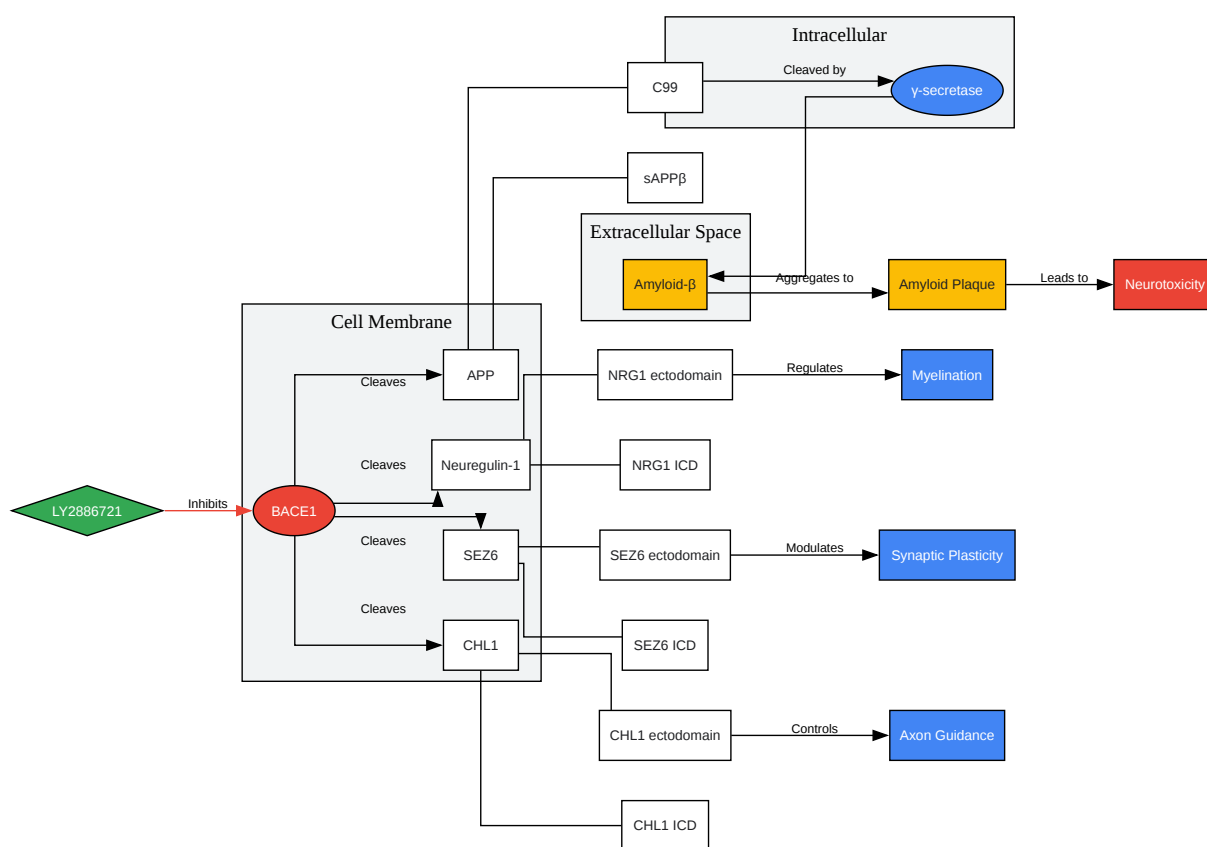 Intracellular
C99
Cleaved by
γ-secretase
sAPPβ
Extracellular Space
Amyloid-β
Aggregates to
Amyloid Plaque
Leads to
Neurotoxicity
Cell Membrane
Cleaves
APP
NRG1 ectodomain
Regulates
Myelination
Cleaves
Neuregulin-1
NRG1 ICD
LY2886721
Inhibits
BACE1
Cleaves
SEZ6
SEZ6 ectodomain
Modulates
Synaptic Plasticity
Cleaves
CHL1
SEZ6 ICD
CHL1 ectodomain
Controls
Axon Guidance
CHL1 ICD